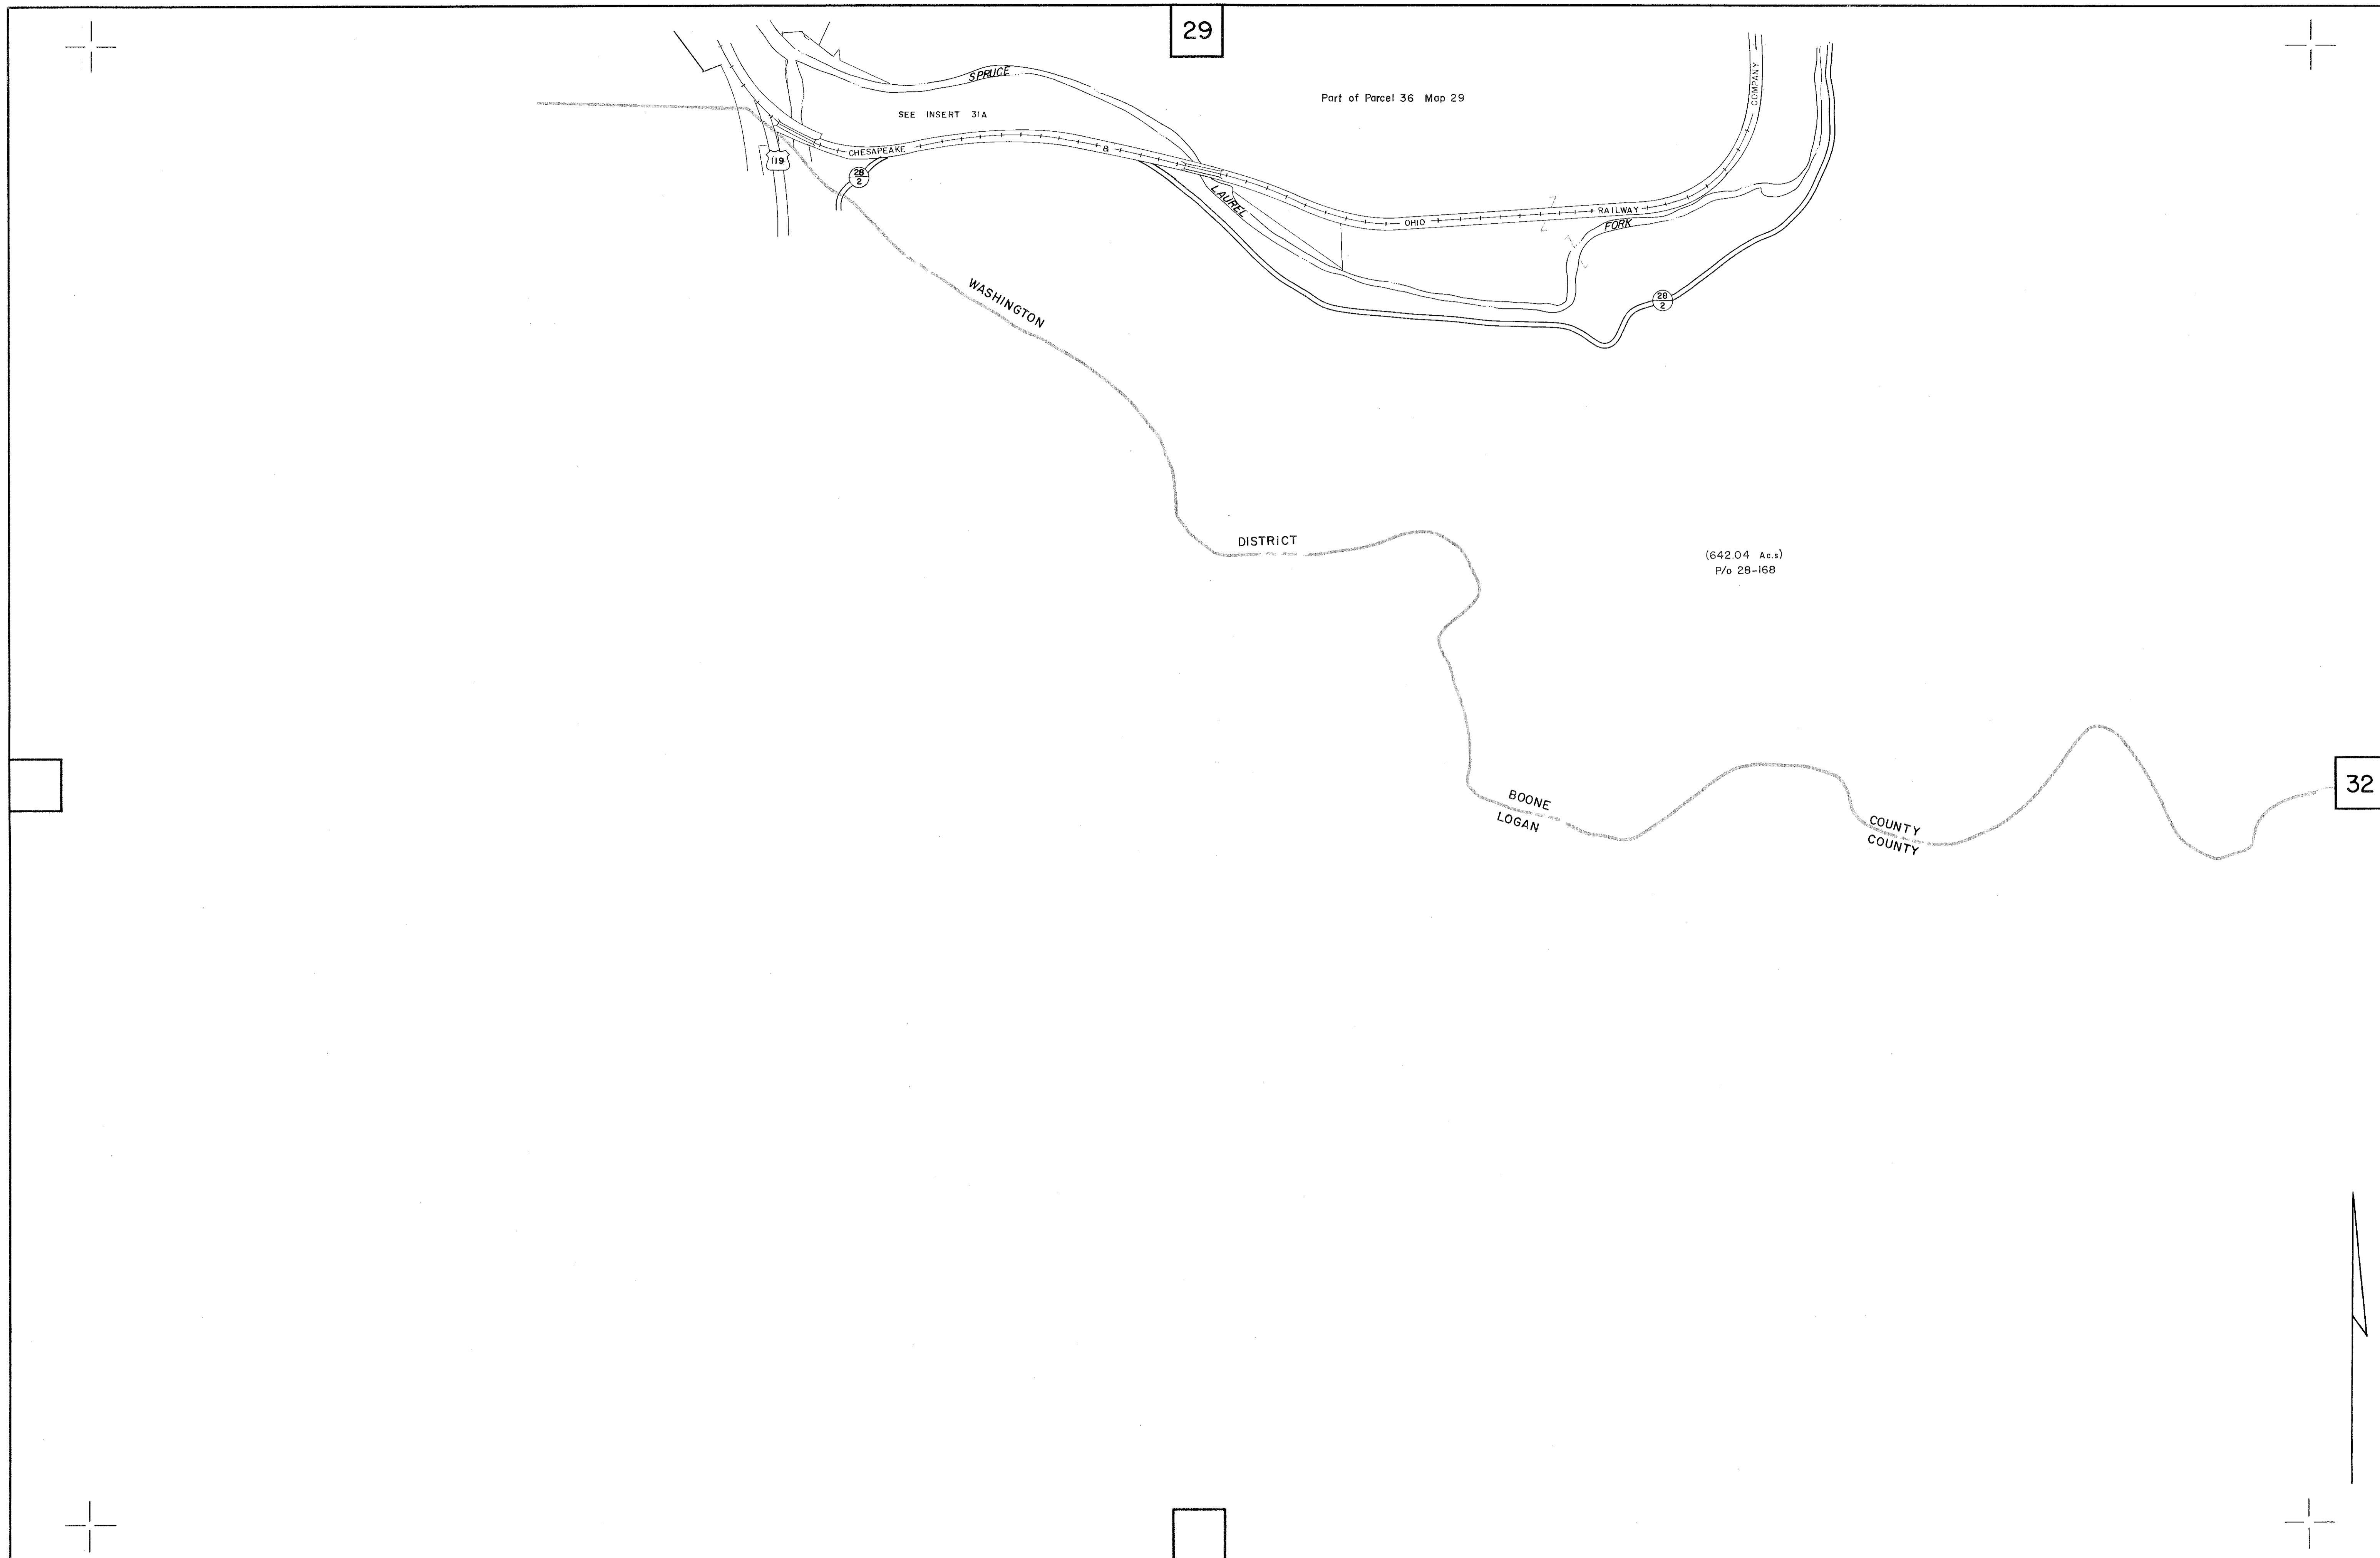 29
SPRUCE
COMPANY
Part of Parcel 36 Map 29
SEE INSERT 31A
CHESAPEAKE
&
119
28
2
LAUREL
OHIO
RAILWAY
FORK
28
2
WASHINGTON
DISTRICT
(642.04 Ac.s)
P/o 28-168
32
BOONE
LOGAN
COUNTY
COUNTY